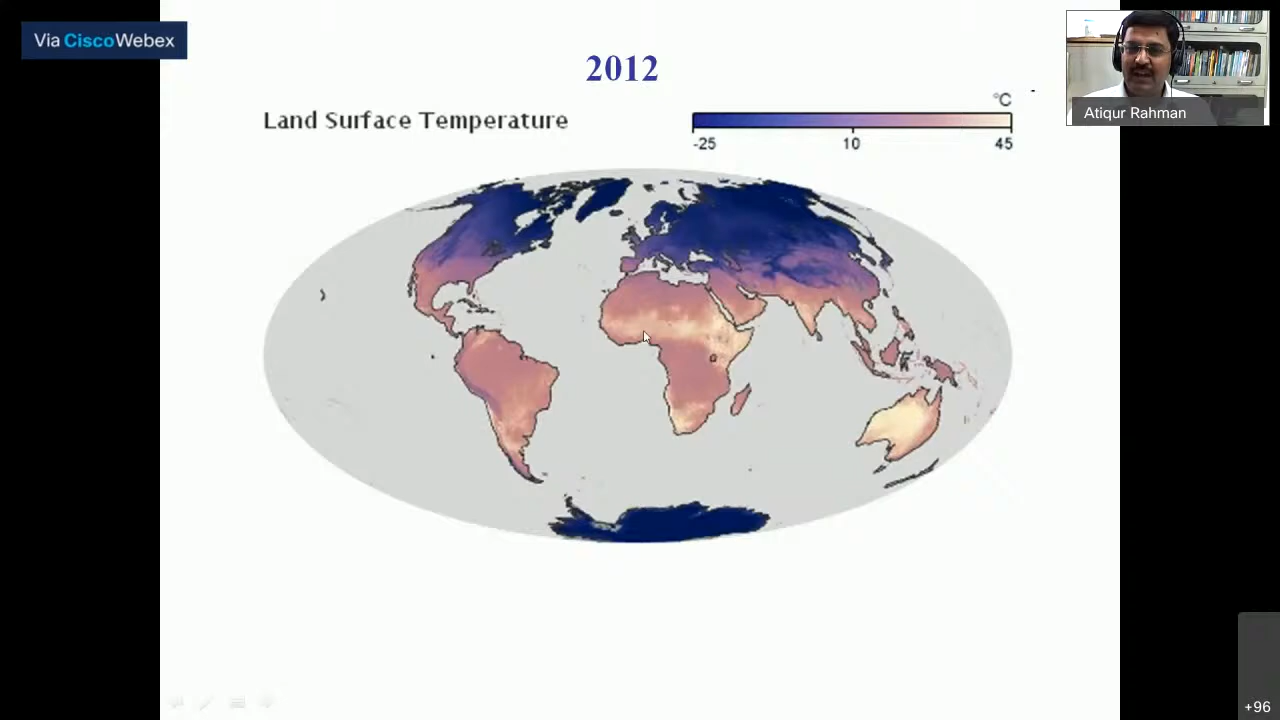 Via CiscoWebex
2012
Land Surface Temperature
°C
-25 10 45
Atiqur Rahman
+96